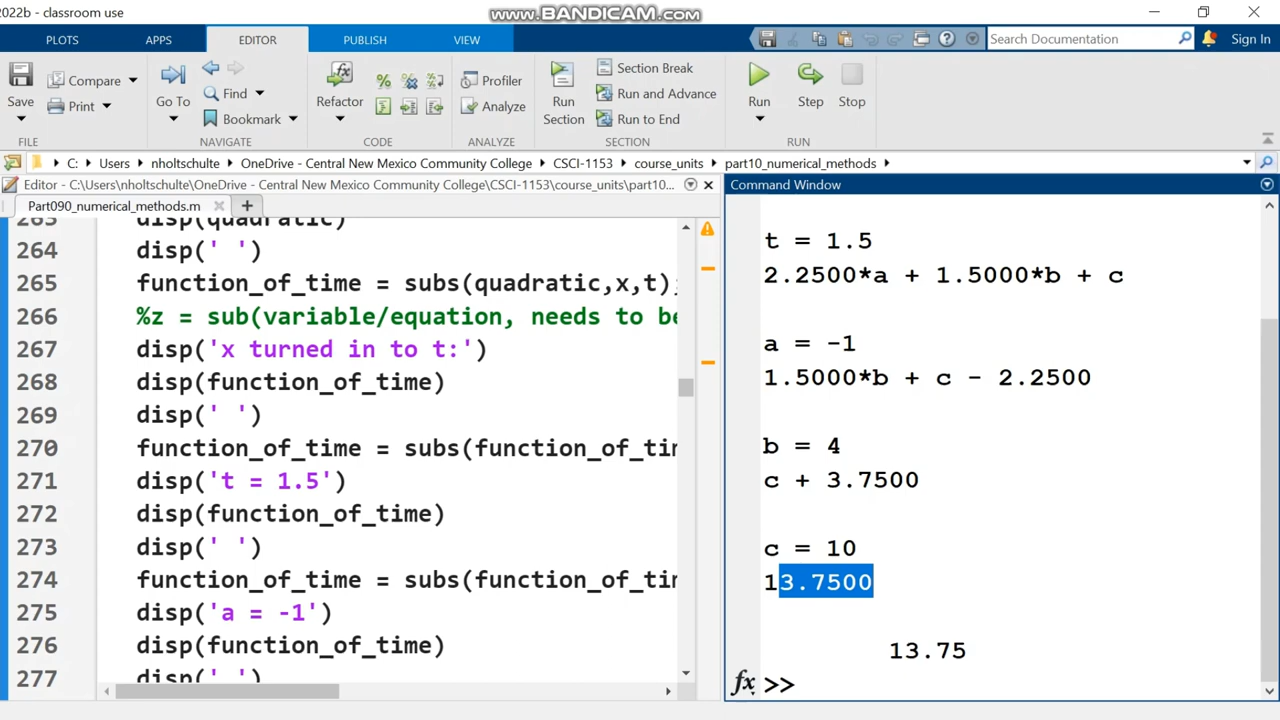 2022b - classroom use
www.BANDICAM.com
PLOTS APPS EDITOR PUBLISH VIEW
Search Documentation
Sign In
Save
Compare
Print
FILE
Go To
Find
Bookmark
NAVIGATE
Refactor
CODE
Profiler
Analyze
ANALYZE
Run
Section
Section Break
Run and Advance
Run to End
SECTION
Run
Step
Stop
RUN
C: Users nholtschulte OneDrive - Central New Mexico Community College CSCI-1153 course_units part10_numerical_methods
Editor - C:\Users\nholtschulte\OneDrive - Central New Mexico Community College\CSCI-1153\course_units\part10...
Part090_numerical_methods.m
263 disp(quadratic)
264 disp(' ')
265 function_of_time = subs(quadratic,x,t);
266 %z = sub(variable/equation, needs to be
267 disp('x turned in to t:')
268 disp(function_of_time)
269 disp(' ')
270 function_of_time = subs(function_of_tim
271 disp('t = 1.5')
272 disp(function_of_time)
273 disp(' ')
274 function_of_time = subs(function_of_tim
275 disp('a = -1')
276 disp(function_of_time)
277 disp(' ')
Command Window
t = 1.5
2.2500*a + 1.5000*b + c
a = -1
1.5000*b + c - 2.2500
b = 4
c + 3.7500
c = 10
13.7500
13.75
fx >>